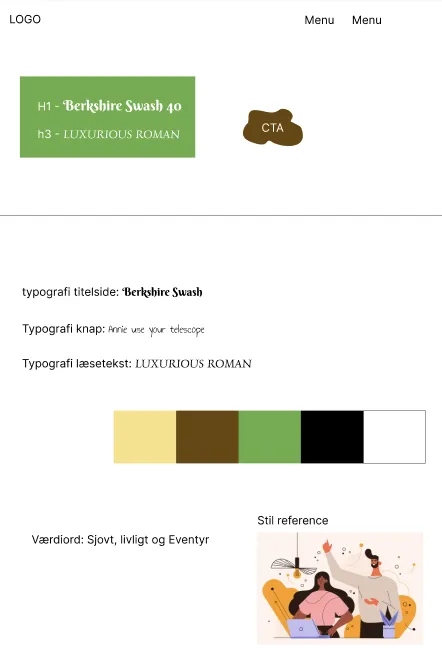 LOGO
Menu Menu
H1 - Berkshire Swash 40
h3 - LUXURIOUS ROMAN
CTA
typografi titelside: Berkshire Swash
Typografi knap: Annie use your telescope
Typografi læsetekst: LUXURIOUS ROMAN
Stil reference
Værdiord: Sjovt, livligt og Eventyr